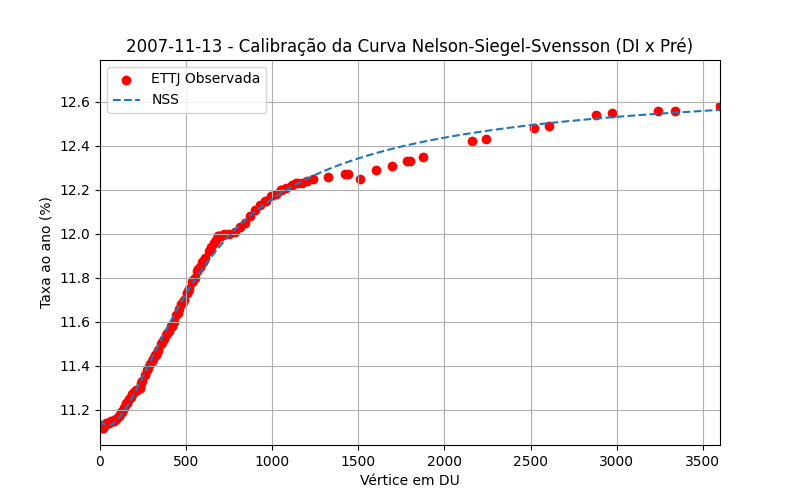 2007-11-13 - Calibração da Curva Nelson-Siegel-Svensson (DI x Pré)
ETTJ Observada
NSS
Taxa ao ano (%)
12.6
12.4
12.2
12.0
11.8
11.6
11.4
11.2
0 500 1000 1500 2000 2500 3000 3500
Vértice em DU